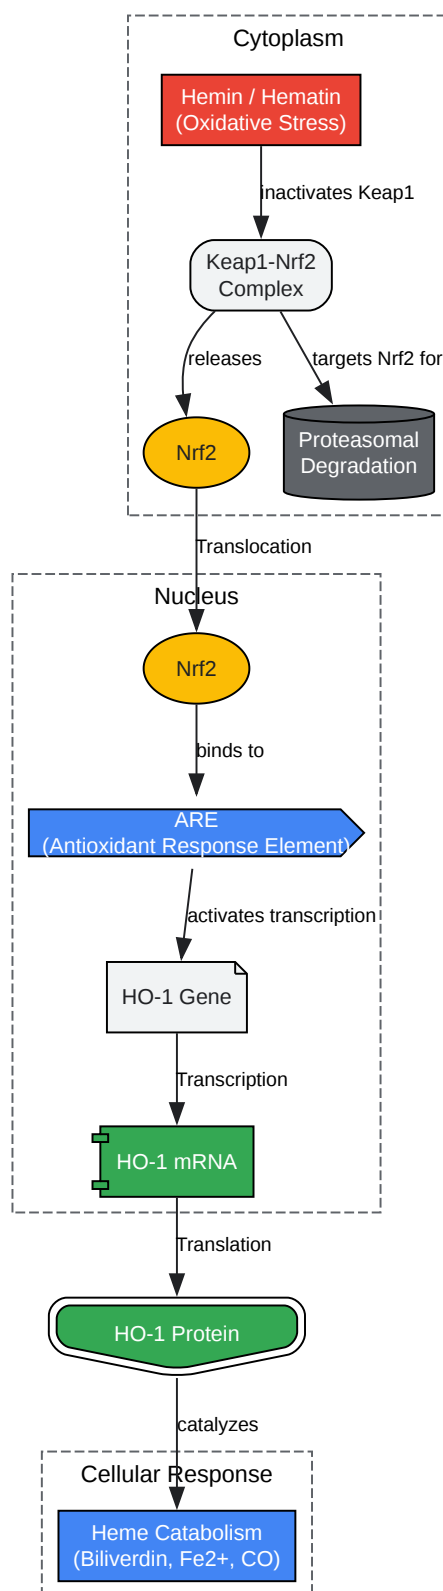 Cytoplasm
Hemin / Hematin
(Oxidative Stress)
inactivates Keap1
Keap1-Nrf2
Complex
releases
targets Nrf2 for
Nrf2
Proteasomal
Degradation
Translocation
Nucleus
Nrf2
binds to
ARE
(Antioxidant Response Element)
activates transcription
HO-1 Gene
Transcription
HO-1 mRNA
Translation
HO-1 Protein
catalyzes
Cellular Response
Heme Catabolism
(Biliverdin, Fe2+, CO)